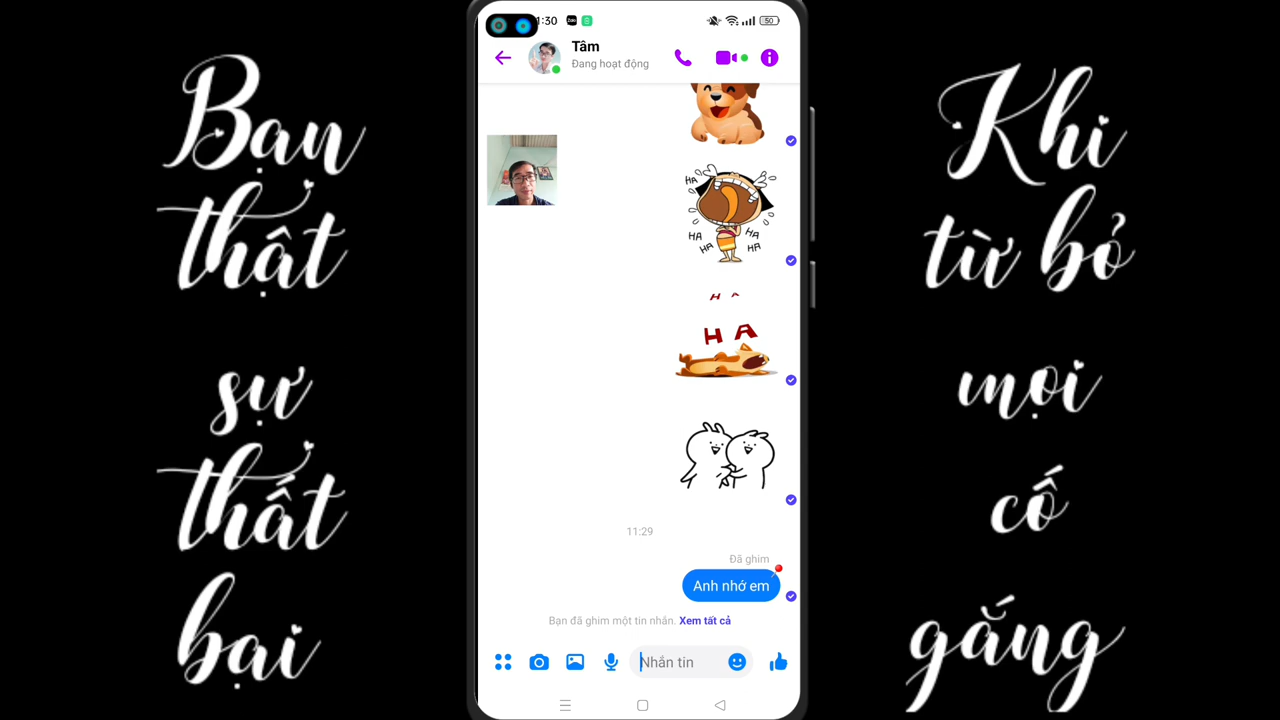 Bạn
thật
sự
thất
bại
1:30
50
Tâm
Đang hoạt động
HA
HA
HA
HA
HA
H A
H A
11:29
Đã ghim
Anh nhớ em
Bạn đã ghim một tin nhắn. Xem tất cả
Nhắn tin
Khi
từ bỏ
mọi
cố
gắng